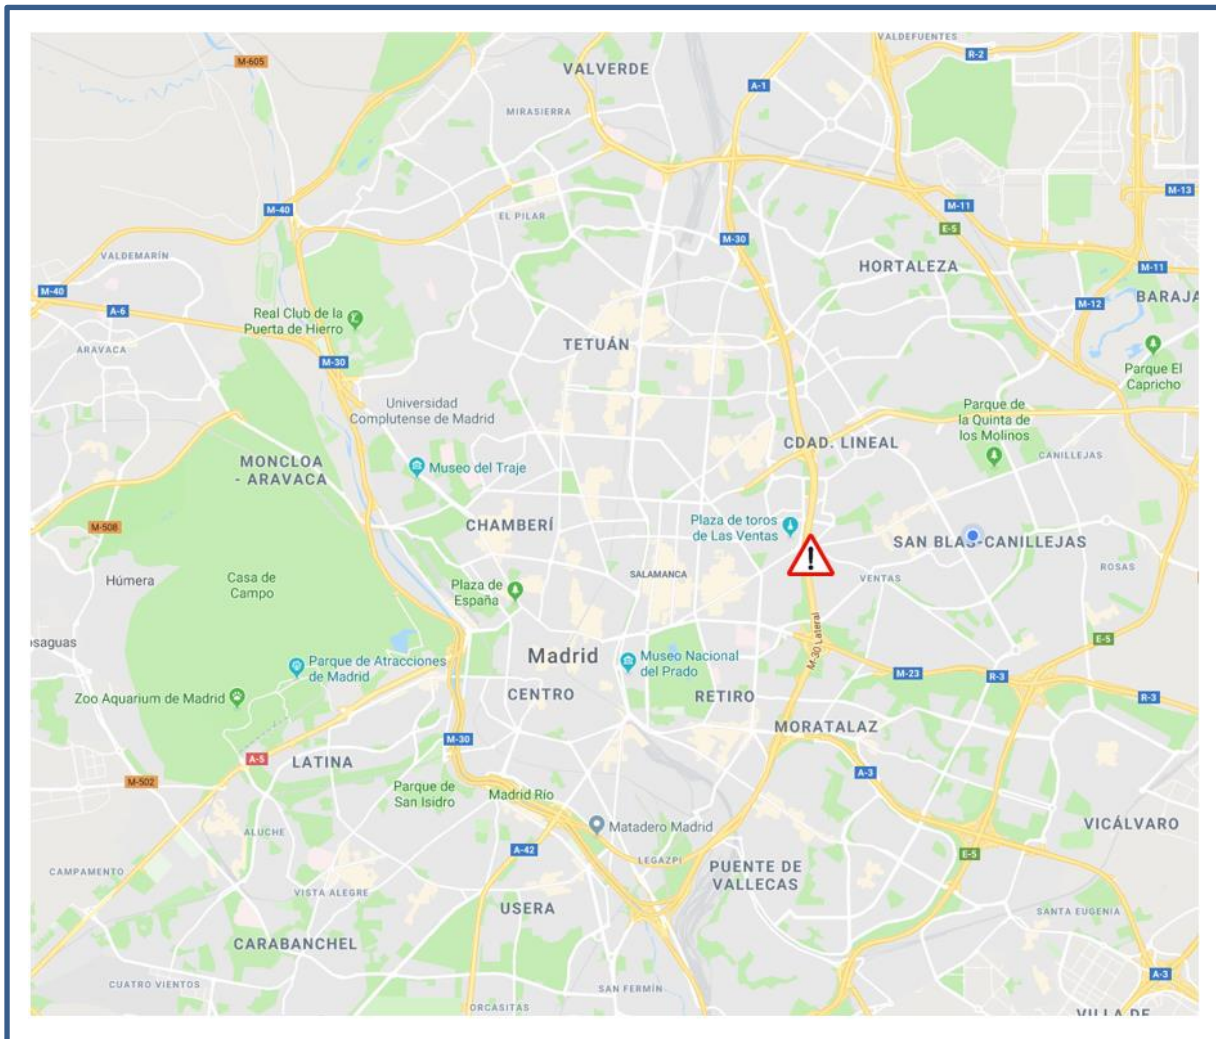 VALDEFUENTES
M-605
R-2
VALVERDE
A-1
MIRASIERRA
M-13
M-40
M-11
EL PILAR
E-5
M-30
VALDEMARÍN
HORTALEZA
M-11
M-40
M-12
BARAJA
A-6
Real Club de la
Puerta de Hierro
TETUÁN
ARAVACA
M-30
Parque El
Capricho
Universidad
Complutense de Madrid
Parque de
la Quinta de
los Molinos
CDAD. LINEAL
CANILLEJAS
MONCLOA
- ARAVACA
Museo del Traje
M-508
CHAMBERÍ
Plaza de toros
de Las Ventas
SAN BLAS-CANILLEJAS
Húmera
Casa de
Campo
SALAMANCA
VENTAS
ROSAS
Plaza de
España
osaguas
M-30 Lateral
E-5
Madrid
Museo Nacional
del Prado
Parque de Atracciones
de Madrid
M-23
R-3
Zoo Aquarium de Madrid
CENTRO
RETIRO
R-3
MORATALAZ
M-30
A-5
LATINA
A-3
M-502
Parque de
San Isidro
Madrid Río
Matadero Madrid
VICÁLVARO
ALUCHE
A-42
LEGAZPI
E-5
CAMPAMENTO
PUENTE DE
VALLECAS
VISTA ALEGRE
USERA
SANTA EUGENIA
CARABANCHEL
A-3
CUATRO VIENTOS
SAN FERMÍN
ORCASITAS
VILLA DE